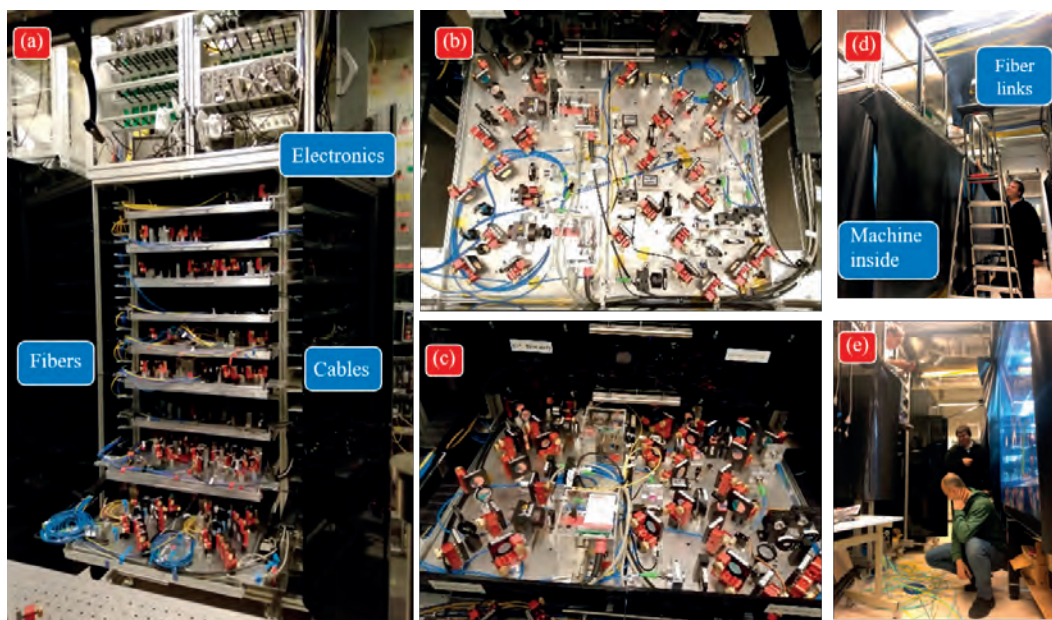 (a)
Electronics
Fibers
Cables
(b)
(c)
(d)
Fiber
links
Machine
inside
(e)